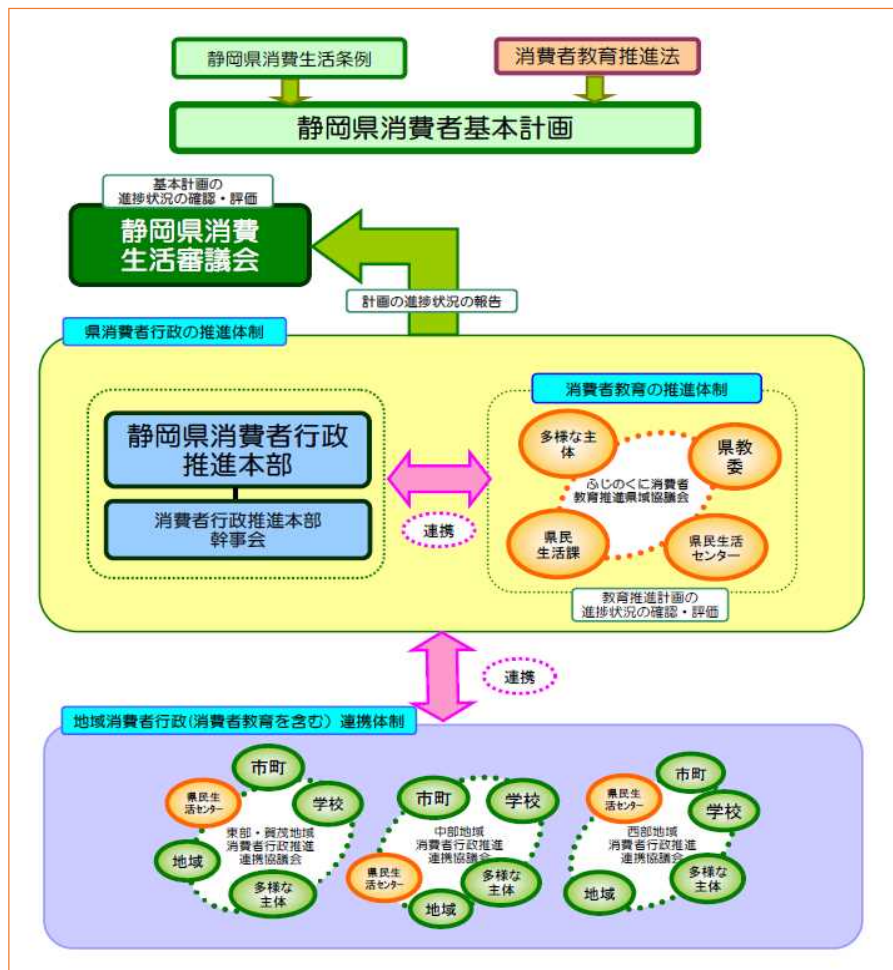 静岡県消費生活条例
消費者教育推進法
静岡県消費者基本計画
基本計画の
進捗状況の確認・評価
静岡県消費
生活審議会
計画の進捗状況の報告
県消費者行政の推進体制
静岡県消費者行政
推進本部
消費者行政推進本部
幹事会
連携
消費者教育の推進体制
多様な主
体
県教
委
ふじのくに消費者
教育推進県域協議会
県民
生活課
県民生活
センター
教育推進計画の
進捗状況の確認・評価
連携
地域消費者行政(消費者教育を含む）連携体制
市町
県民生
活センター
学校
東部・賀茂地域
消費者行政推進
連携協議会
地域
多様な
主体
市町
学校
中部地域
消費者行政推進
連携協議会
県民生
活センター
多様な
主体
地域
県民生
活センター
市町
学校
西部地域
消費者行政推進
連携協議会
多様な
主体
地域